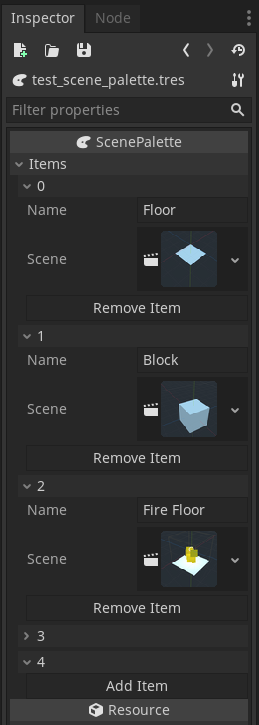 Inspector
Node
test_scene_palette.tres
Filter properties
ScenePalette
Items
0
Name
Floor
Scene
Remove Item
1
Name
Block
Scene
Remove Item
2
Name
Fire Floor
Scene
Remove Item
3
4
Add Item
Resource